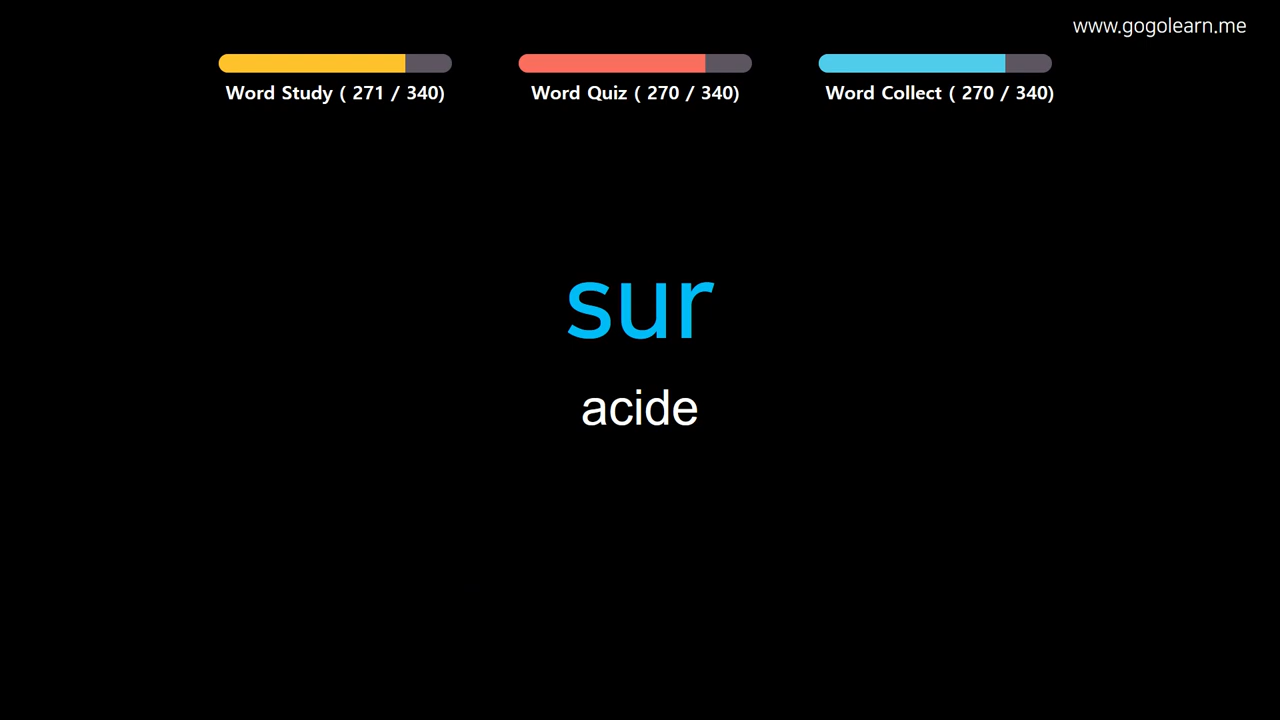 www.gogolearn.me
Word Study ( 271 / 340)
Word Quiz ( 270 / 340)
Word Collect ( 270 / 340)
sur
acide